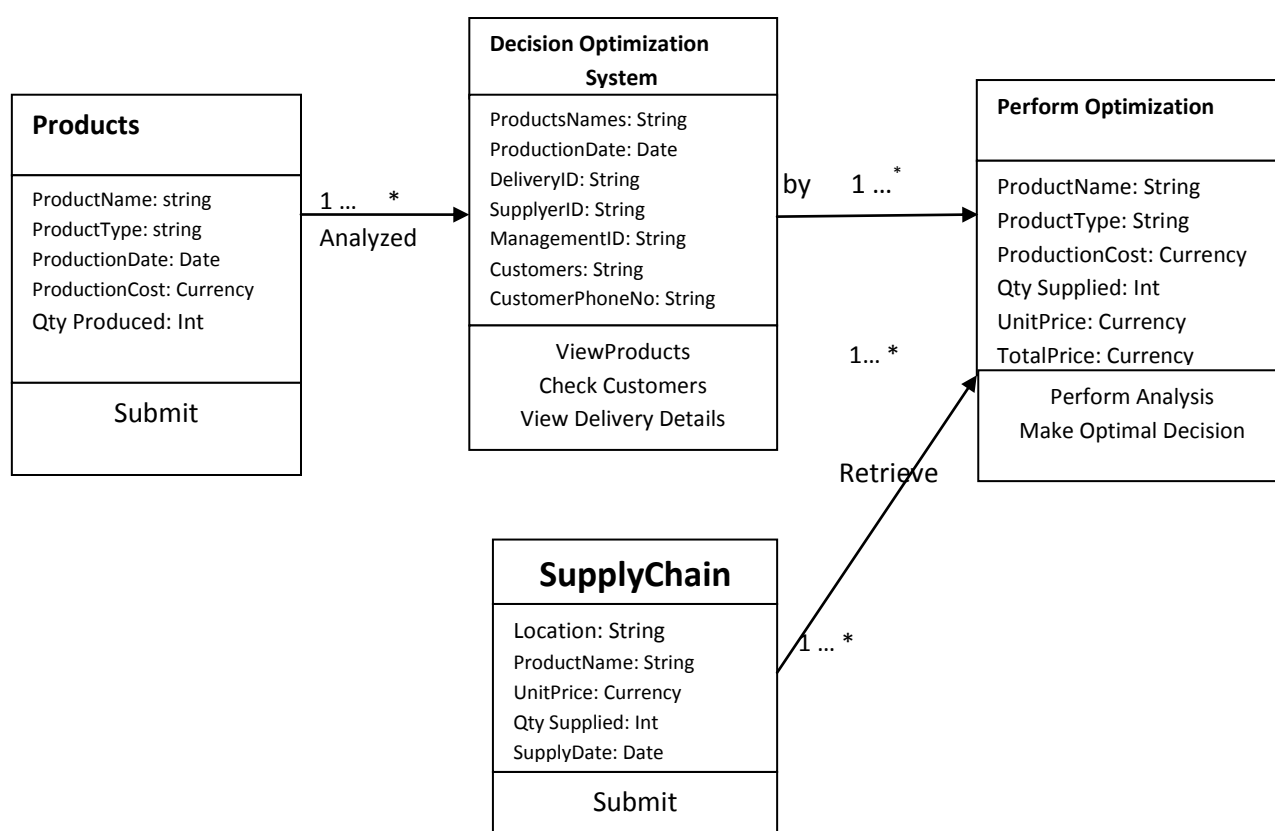 Products
ProductName: string
ProductType: string
ProductionDate: Date
ProductionCost: Currency
Qty Produced: Int
Submit
1 ... *
Analyzed
Decision Optimization
System
ProductsNames: String
ProductionDate: Date
DeliveryID: String
SupplyerID: String
ManagementID: String
Customers: String
CustomerPhoneNo: String
ViewProducts
Check Customers
View Delivery Details
by 1 ...*
Perform Optimization
ProductName: String
ProductType: String
ProductionCost: Currency
Qty Supplied: Int
UnitPrice: Currency
TotalPrice: Currency
Perform Analysis
Make Optimal Decision
1... *
Retrieve
1 ... *
SupplyChain
Location: String
ProductName: String
UnitPrice: Currency
Qty Supplied: Int
SupplyDate: Date
Submit